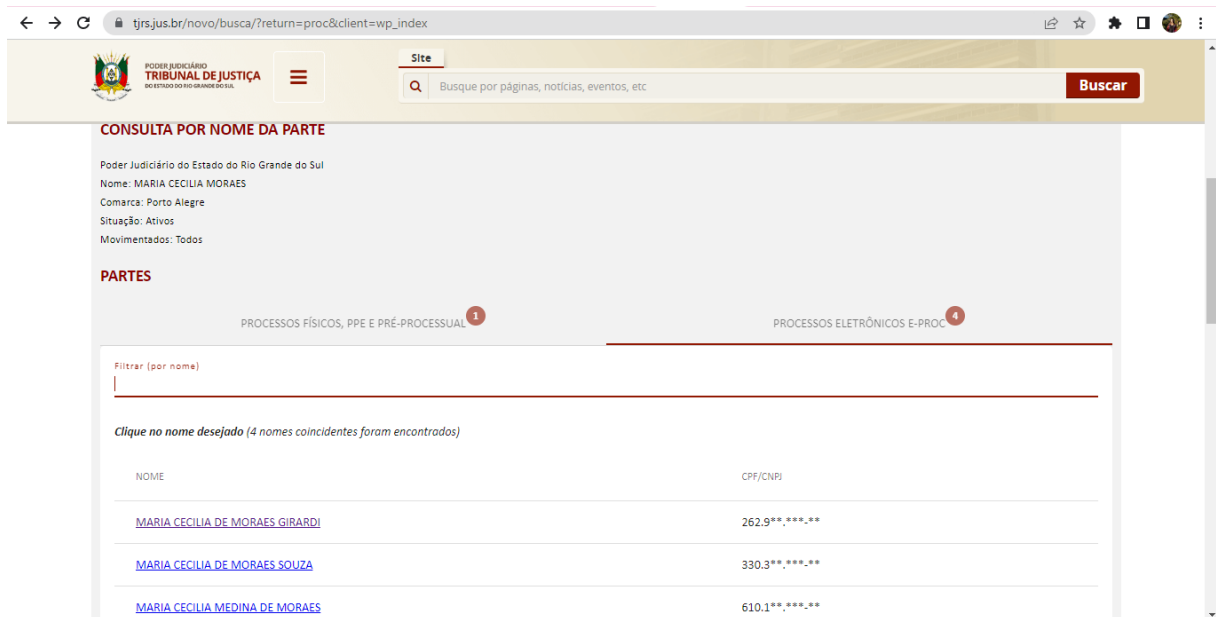 tjrs.jus.br/novo/busca/?return=proc&client=wp_index
PODER JUDICIÁRIO
TRIBUNAL DE JUSTIÇA
DO ESTADO DO RIO GRANDE DO SUL
Site
Busque por páginas, notícias, eventos, etc
Buscar
CONSULTA POR NOME DA PARTE
Poder Judiciário do Estado do Rio Grande do Sul
Nome: MARIA CECILIA MORAES
Comarca: Porto Alegre
Situação: Ativos
Movimentados: Todos
PARTES
PROCESSOS FÍSICOS, PPE E PRÉ-PROCESSUAL 1
PROCESSOS ELETRÔNICOS E-PROC 4
Filtrar (por nome)
Clique no nome desejado (4 nomes coincidentes foram encontrados)
NOME CPF/CNPJ
MARIA CECILIA DE MORAES GIRARDI 262.9**.***-**
MARIA CECILIA DE MORAES SOUZA 330.3**.***-**
MARIA CECILIA MEDINA DE MORAES 610.1**.***-**